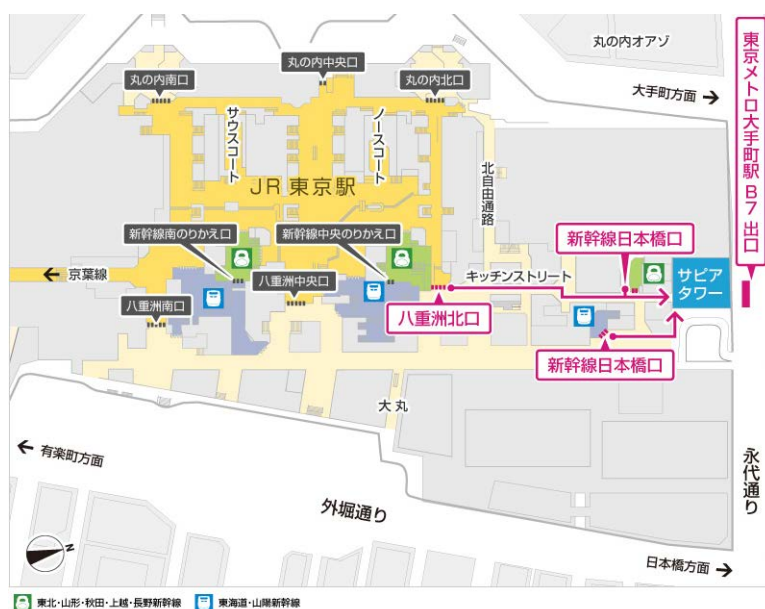 丸の内オアゾ
丸の内南口
丸の内中央口
丸の内北口
大手町方面
東京メトロ大手町駅 B7 出口
サウスコート
ノースコート
JR 東京駅
北自由通路
新幹線南のりかえ口
新幹線中央のりかえ口
新幹線日本橋口
京葉線
八重洲中央口
キッチンストリート
サピア
タワー
八重洲南口
八重洲北口
新幹線日本橋口
大丸
有楽町方面
外堀通り
永代通り
日本橋方面
N
東北・山形・秋田・上越・長野新幹線
東海道・山陽新幹線